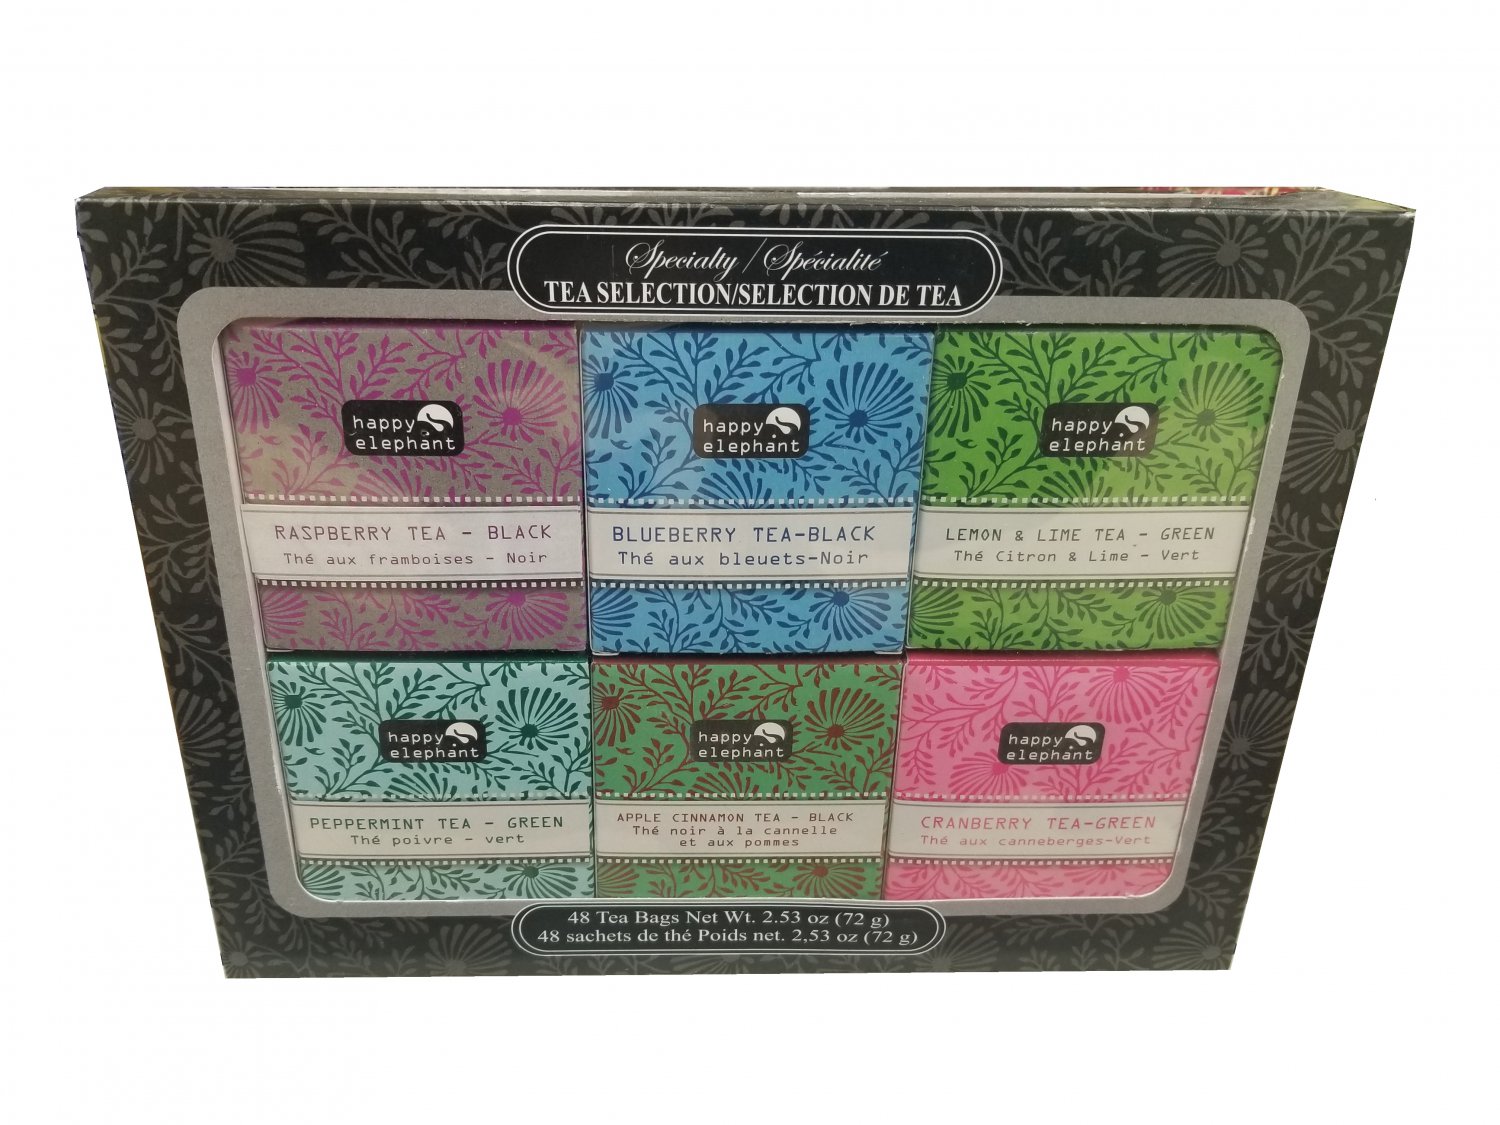 Specialty / Spécialité
TEA SELECTION/SELECTION DE TEA
happy
elephant
RASPBERRY TEA - BLACK
Thé aux framboises - Noir
happy
elephant
BLUEBERRY TEA-BLACK
Thé aux bleuets-Noir
happy
elephant
LEMON & LIME TEA - GREEN
Thé Citron & Lime - Vert
happy
elephant
PEPPERMINT TEA - GREEN
Thé poivre - vert
happy
elephant
APPLE CINNAMON TEA - BLACK
Thé noir à la cannelle
et aux pommes
happy
elephant
CRANBERRY TEA-GREEN
Thé aux canneberges-Vert
48 Tea Bags Net Wt. 2.53 oz (72 g)
48 sachets de thé Poids net. 2,53 oz (72 g)